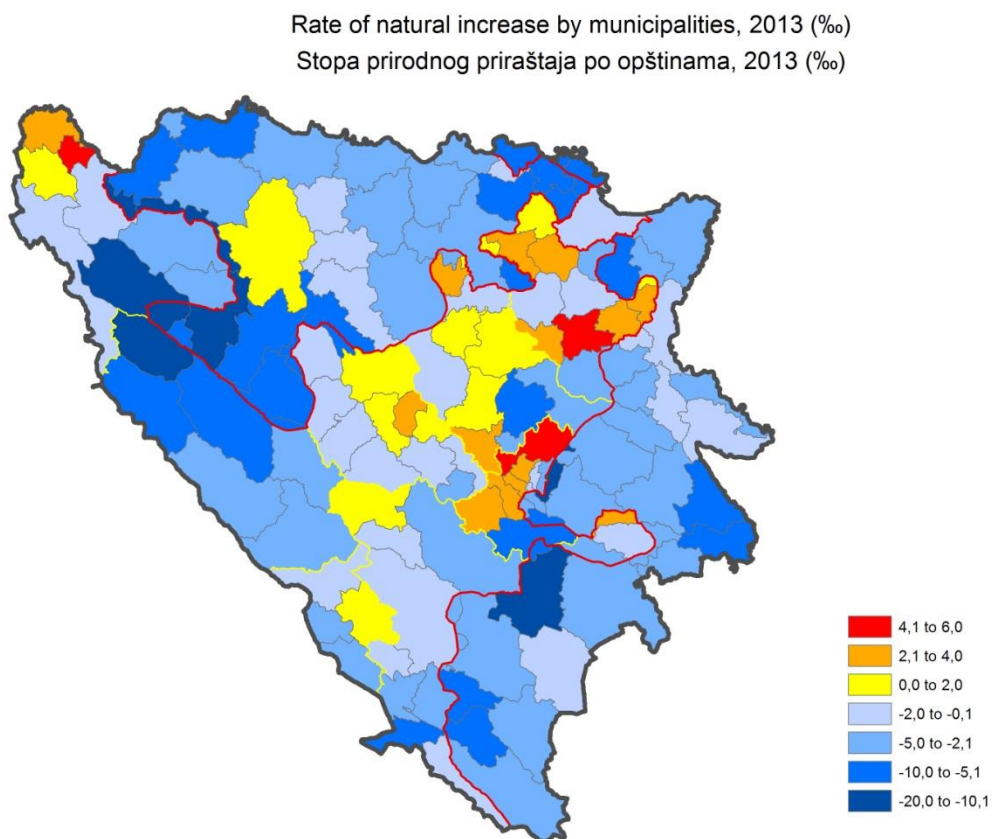 Rate of natural increase by municipalities, 2013 (‰)
Stopa prirodnog priraštaja po opštinama, 2013 (‰)
4,1 to 6,0
2,1 to 4,0
0,0 to 2,0
-2,0 to -0,1
-5,0 to -2,1
-10,0 to -5,1
-20,0 to -10,1